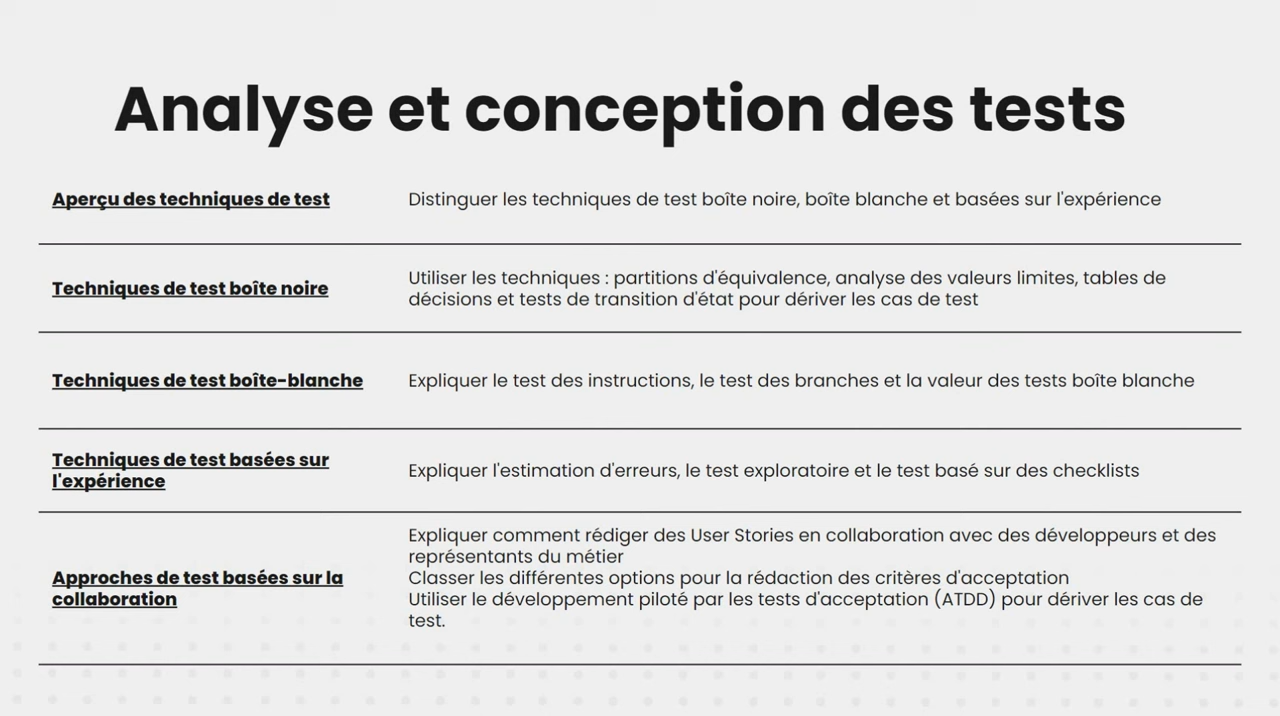 Analyse et conception des tests
Aperçu des techniques de test
Distinguer les techniques de test boîte noire, boîte blanche et basées sur l'expérience
Techniques de test boîte noire
Utiliser les techniques : partitions d'équivalence, analyse des valeurs limites, tables de
décisions et tests de transition d'état pour dériver les cas de test
Techniques de test boîte-blanche
Expliquer le test des instructions, le test des branches et la valeur des tests boîte blanche
Techniques de test basées sur
l'expérience
Expliquer l'estimation d'erreurs, le test exploratoire et le test basé sur des checklists
Approches de test basées sur la
collaboration
Expliquer comment rédiger des User Stories en collaboration avec des développeurs et des
représentants du métier
Classer les différentes options pour la rédaction des critères d'acceptation
Utiliser le développement piloté par les tests d'acceptation (ATDD) pour dériver les cas de
test.